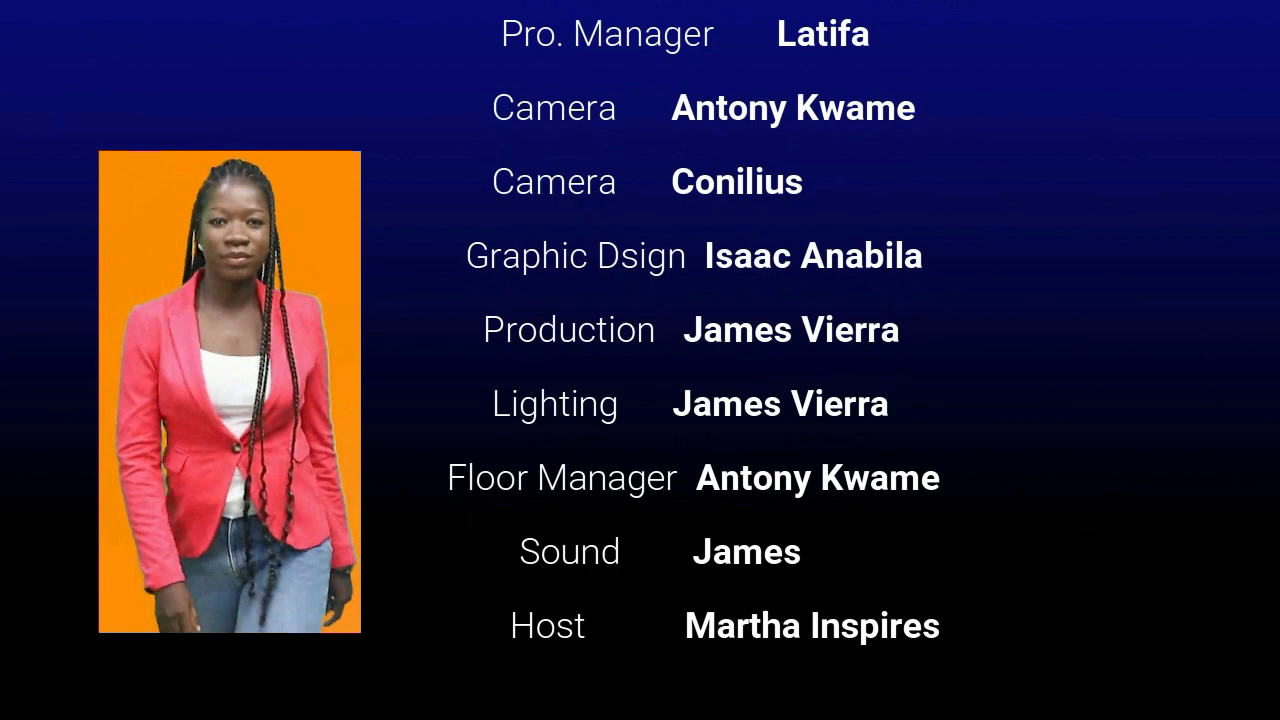 Pro. Manager Latifa
Camera Antony Kwame
Camera Conilius
Graphic Dsign Isaac Anabila
Production James Vierra
Lighting James Vierra
Floor Manager Antony Kwame
Sound James
Host Martha Inspires